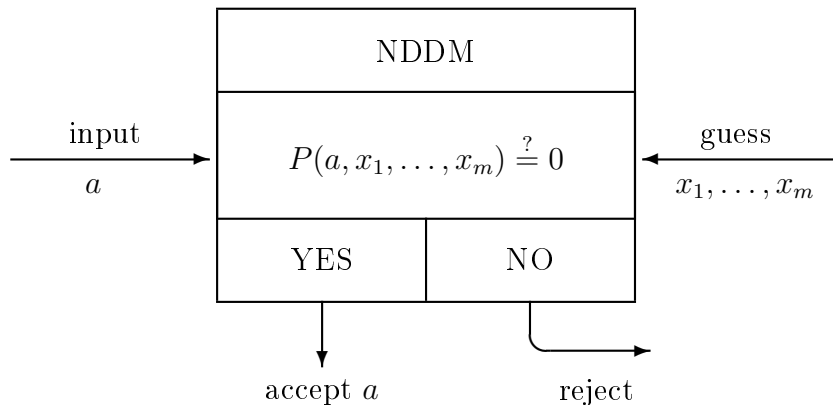 NDDM
input
guess
P(a, x_1, …, x_m) ≟ 0
a
x_1, …, x_m
YES
NO
accept a
reject